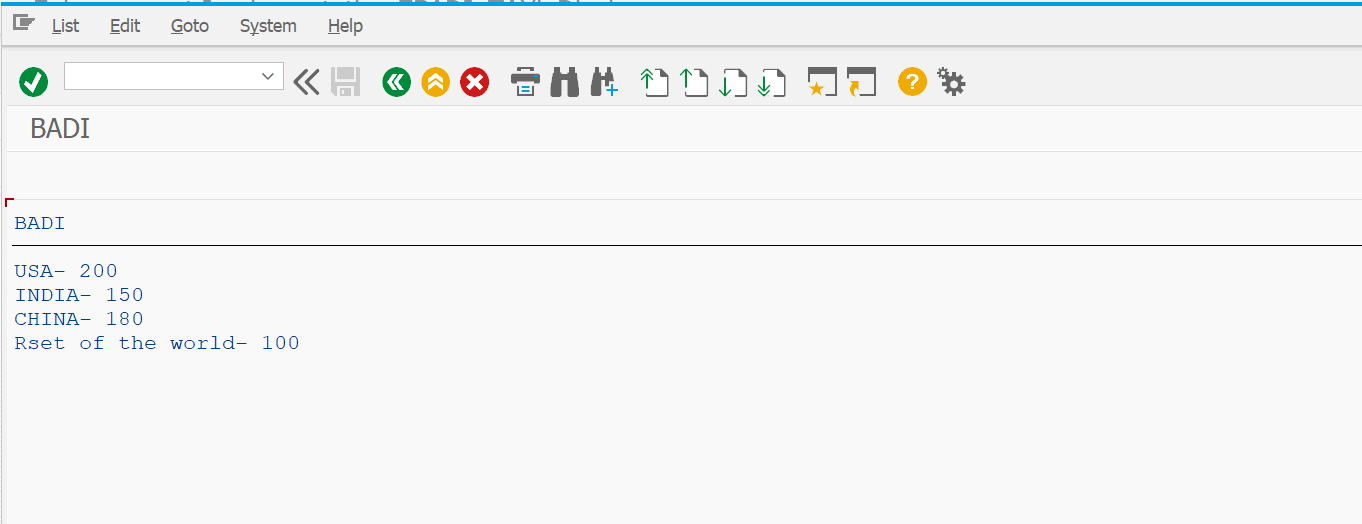 List Edit Goto System Help
BADI
BADI
USA- 200
INDIA- 150
CHINA- 180
Rset of the world- 100